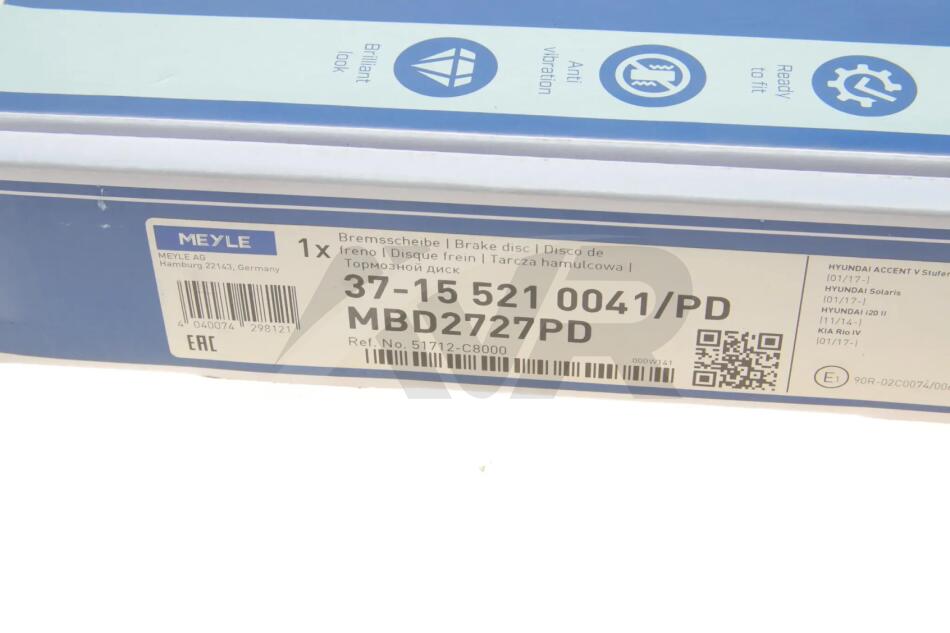 Brilliant
look
Anti
vibration
Ready
to fit
MEYLE
MEYLE AG
Hamburg 22143, Germany
4 040074 298121
EAC
1x
Bremsscheibe | Brake disc | Disco de
freno | Disque frein | Tarcza hamulcowa |
Тормозной диск
37-15 521 0041/PD
MBD2727PD
Ref. No. 51712-C8000
000W141
HYUNDAI ACCENT V Stufen
(01/17-)
HYUNDAI Solaris
(01/17-)
HYUNDAI i20 II
(11/14-)
KIA Rio IV
(01/17-)
E1
90R-02C0074/00
AVR